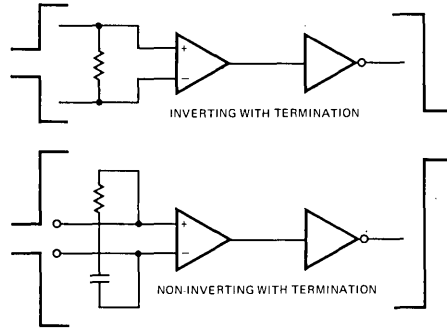 +
−
INVERTING WITH TERMINATION
+
−
NON-INVERTING WITH TERMINATION